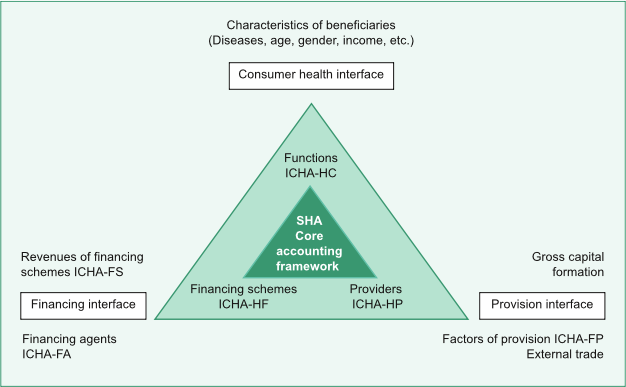 Characteristics of beneficiaries
(Diseases, age, gender, income, etc.)
Consumer health interface
Functions
ICHA-HC
SHA
Core
accounting
framework
Revenues of financing
schemes ICHA-FS
Gross capital
formation
Financing schemes
ICHA-HF
Providers
ICHA-HP
Financing interface
Provision interface
Financing agents
ICHA-FA
Factors of provision ICHA-FP
External trade